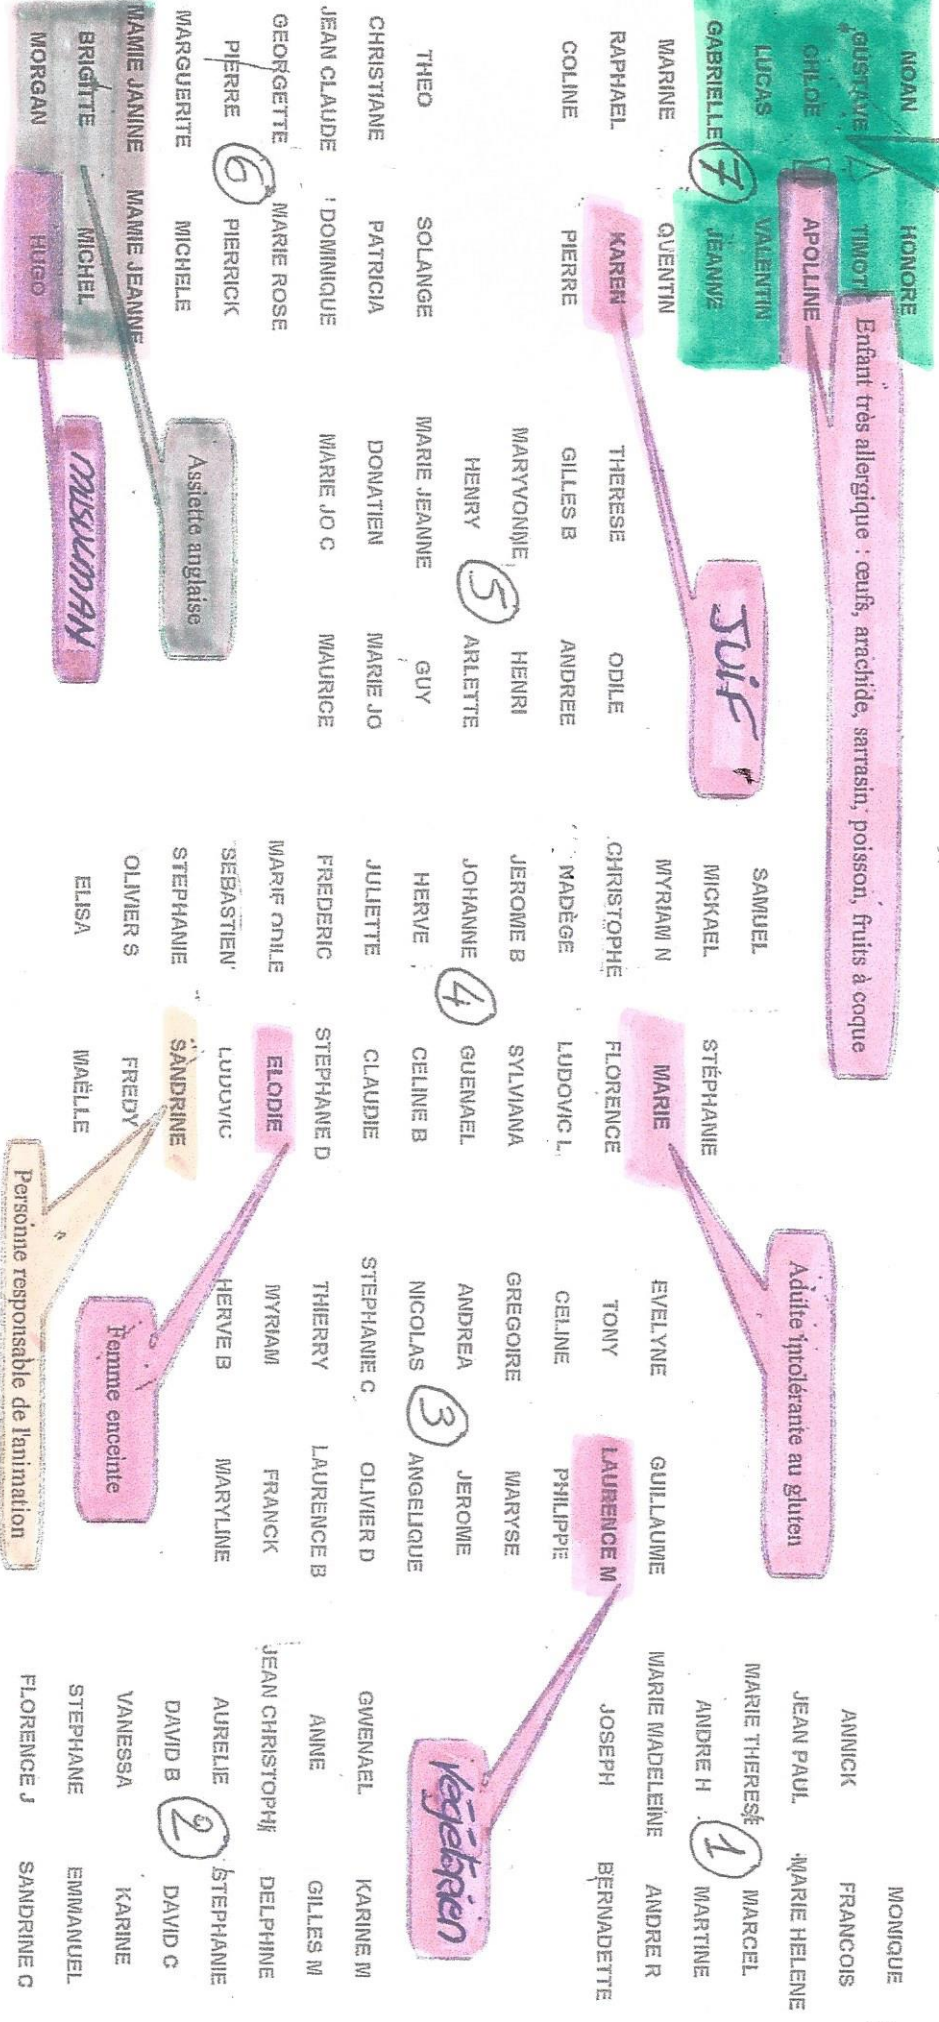 NOAN HONORE
GUSTAVE TIMOT
CHLOE APOLLINE
LUCAS VALENTIN
GABRELLE 7 JEANNE
MARINE QUENTIN
RAPHAEL KAREN
COLINE PIERRE
Enfant très allergique : œufs, arachide, sarrasin, poisson, fruits à coque
JUIF
THEO SOLANGE
CHRISTIANE PATRICIA
JEAN CLAUDE DOMINIQUE
GEORGETTE MARIE ROSE
PIERRE 6 PIERRICK
MARGUERITE MICHELE
MAMIE JANINE MAMIE JEANNE
BRIGITTE MICHEL
MORGAN HUGO
Assiette anglaise
MUSULMAN
THERESE ODILE
GILLES B ANDREE
MARYVONNE HENRI
HENRY 5 ARLETTE
MARIE JEANNE GUY
DONATIEN MARIE JO
MARIE JO C MAURICE
SAMUEL
MICKAEL STÉPHANIE
MYRIAM N MARIE
CHRISTOPHE FLORENCE
NADÈGE LUDOVIC L
JEROME B SYLVIANA
JOHANNE 4 GUENAEL
HERVE CELINE B
JULIETTE CLAUDIE
FREDERIC STEPHANE D
MARIE ODILE ELODIE
SEBASTIEN LUDOVIC
STEPHANIE SANDRINE
OLIVIER S FREDY
ELISA MAËLLE
Adulte intolérante au gluten
Femme enceinte
Personne responsable de l'animation
EVELYNE GUILLAUME
TONY LAURENCE M
CELINE PHILIPPE
GREGOIRE MARYSE
ANDREA JEROME
NICOLAS 3 ANGELIQUE
STEPHANIE C OLIVIER D
THIERRY LAURENCE B
MYRIAM FRANCK
HERVE B MARYLINE
Végétarien
MONIQUE
ANNICK FRANCOIS
JEAN PAUL MARIE HELENE
MARIE THERESE MARCEL
ANDRE H 1 MARTINE
MARIE MADELEINE ANDRE R
JOSEPH BERNADETTE
GWENAEL KARINE M
ANNE GILLES M
JEAN CHRISTOPHE DELPHINE
AURELIE STEPHANIE
DAVID B 2 DAVID C
VANESSA KARINE
STEPHANE EMMANUEL
FLORENCE J SANDRINE G